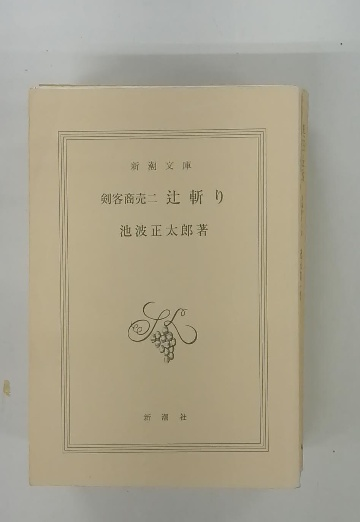 新潮文庫
剣客商売二 辻斬り
池波正太郎著
新潮社